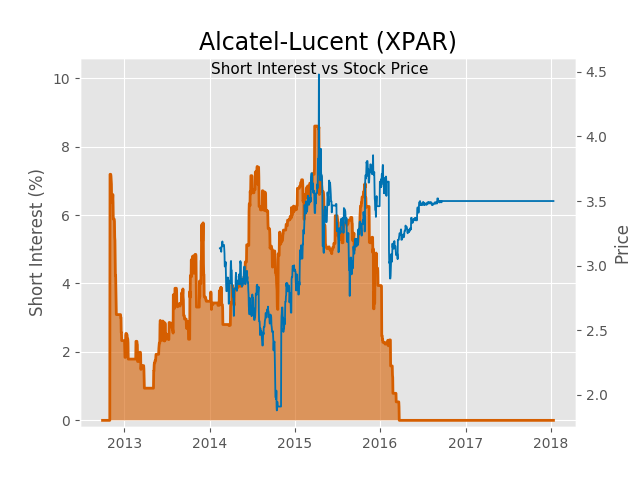 Alcatel-Lucent (XPAR)
Short Interest vs Stock Price
Short Interest (%)
10
8
6
4
2
0
4.5
4.0
3.5
3.0
2.5
2.0
Price
2013 2014 2015 2016 2017 2018